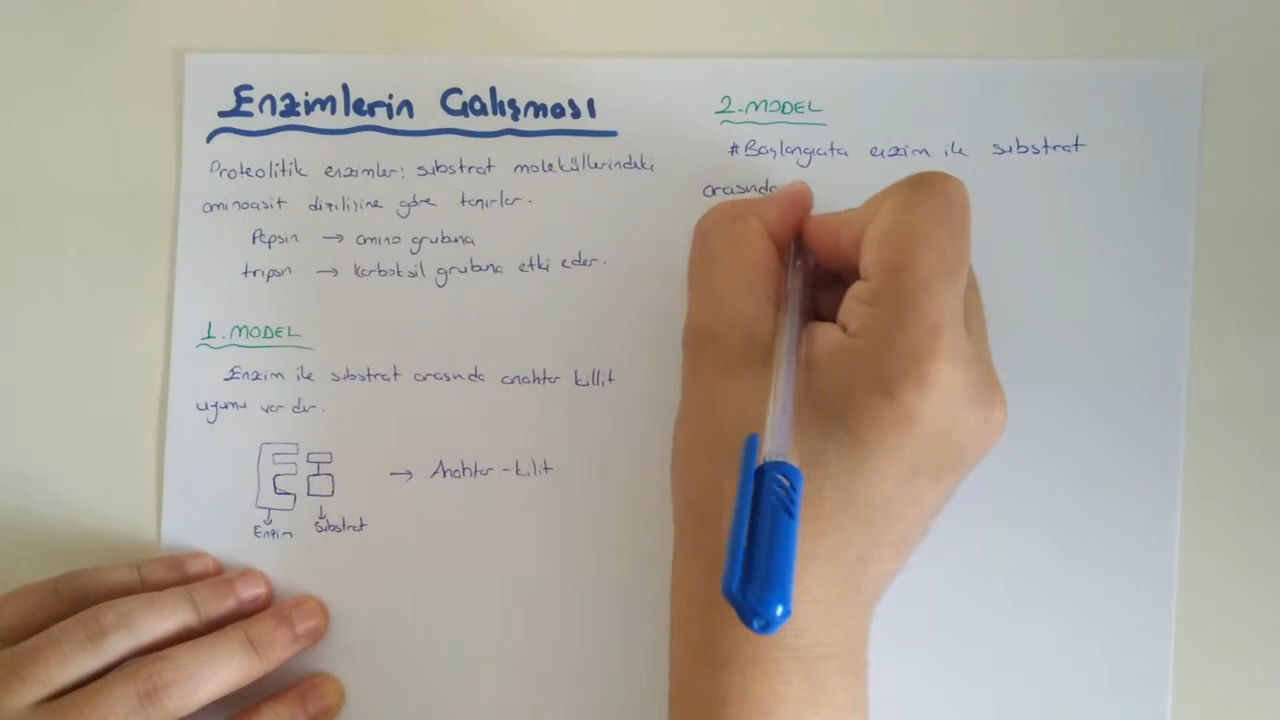 Enzimlerin Çalışması
Proteolitik enzimler; substrat moleküllerindeki
aminoasit dizilişine göre tanırlar.
Pepsin → amino grubuna
tripsin → karboksil grubuna etki eder.
1. MODEL
Enzim ile substrat arasında anahtar killit
uyumu vardır.
→ Anahtar - kilit
Enzim Substrat
2. MODEL
# Başlangıçta enzim ile substrat
arasında